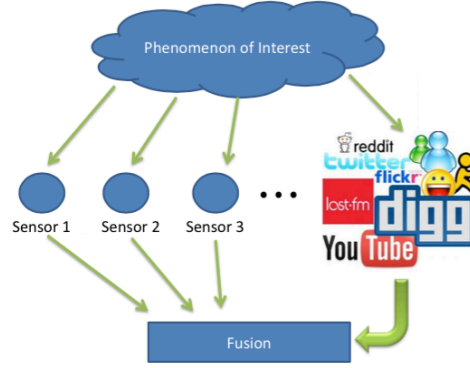 Phenomenon of Interest
reddit
twitter
flickr
last.fm
digg
YouTube
Sensor 1 Sensor 2 Sensor 3
Fusion